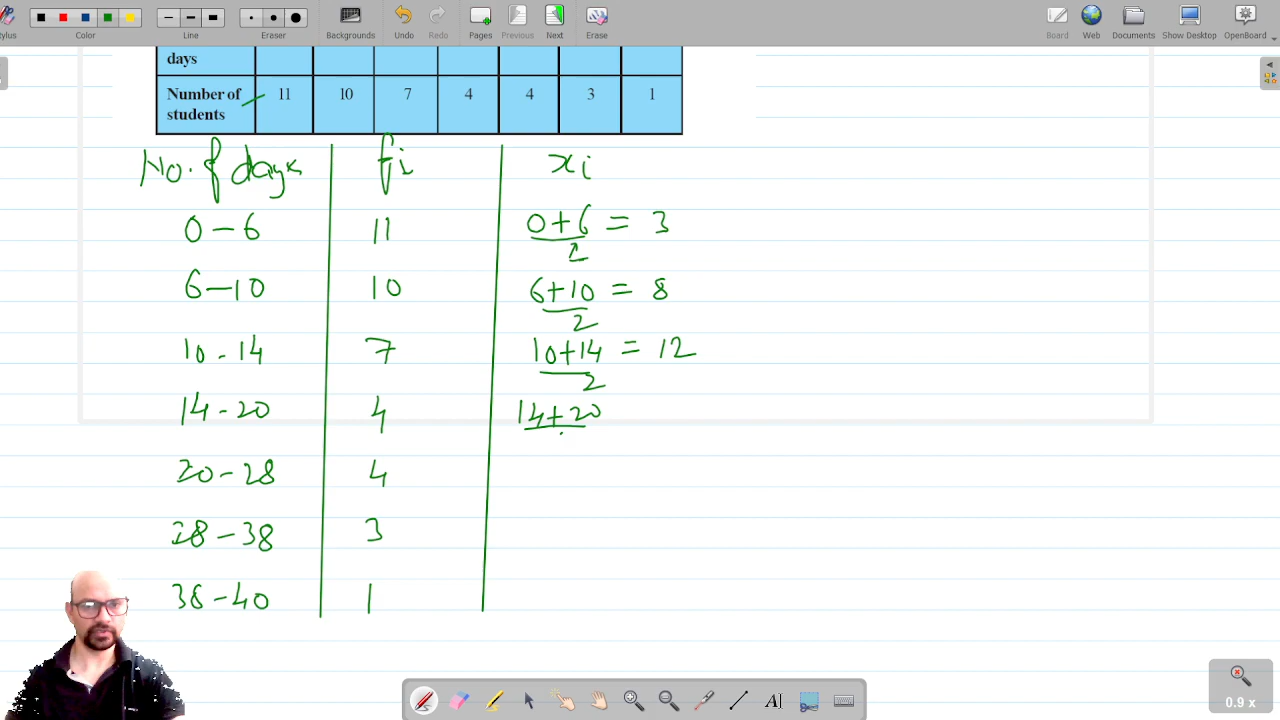 Stylus Color Line Eraser Backgrounds Undo Redo Pages Previous Next Erase Board Web Documents Show Desktop OpenBoard
days
Number of students 11 10 7 4 4 3 1
No. of days fi xi
0-6 11 0+6/2 = 3
6-10 10 6+10/2 = 8
10-14 7 10+14/2 = 12
14-20 4 14+20
20-28 4
28-38 3
38-40 1
0.9 x